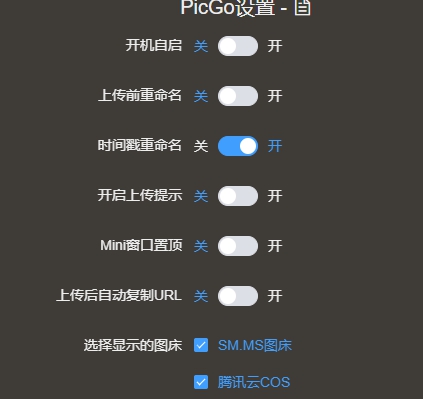 PicGo设置 -
开机自启 关 开
上传前重命名 关 开
时间戳重命名 关 开
开启上传提示 关 开
Mini窗口置顶 关 开
上传后自动复制URL 关 开
选择显示的图床 SM.MS图床
腾讯云COS